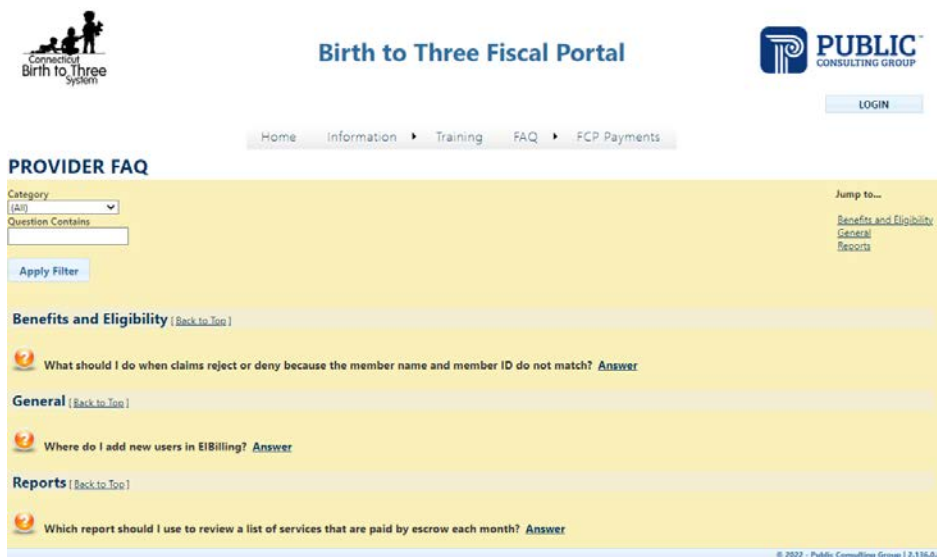 Connecticut
Birth to Three
System
Birth to Three Fiscal Portal
PUBLIC
CONSULTING GROUP
LOGIN
Home Information Training FAQ FCP Payments
PROVIDER FAQ
Category
(All)
Question Contains
Apply Filter
Jump to...
Benefits and Eligibility
General
Reports
Benefits and Eligibility [ Back to Top ]
What should I do when claims reject or deny because the member name and member ID do not match? Answer
General [ Back to Top ]
Where do I add new users in EIBilling? Answer
Reports [ Back to Top ]
Which report should I use to review a list of services that are paid by escrow each month? Answer
© 2022 - Public Consulting Group | 2.136.0